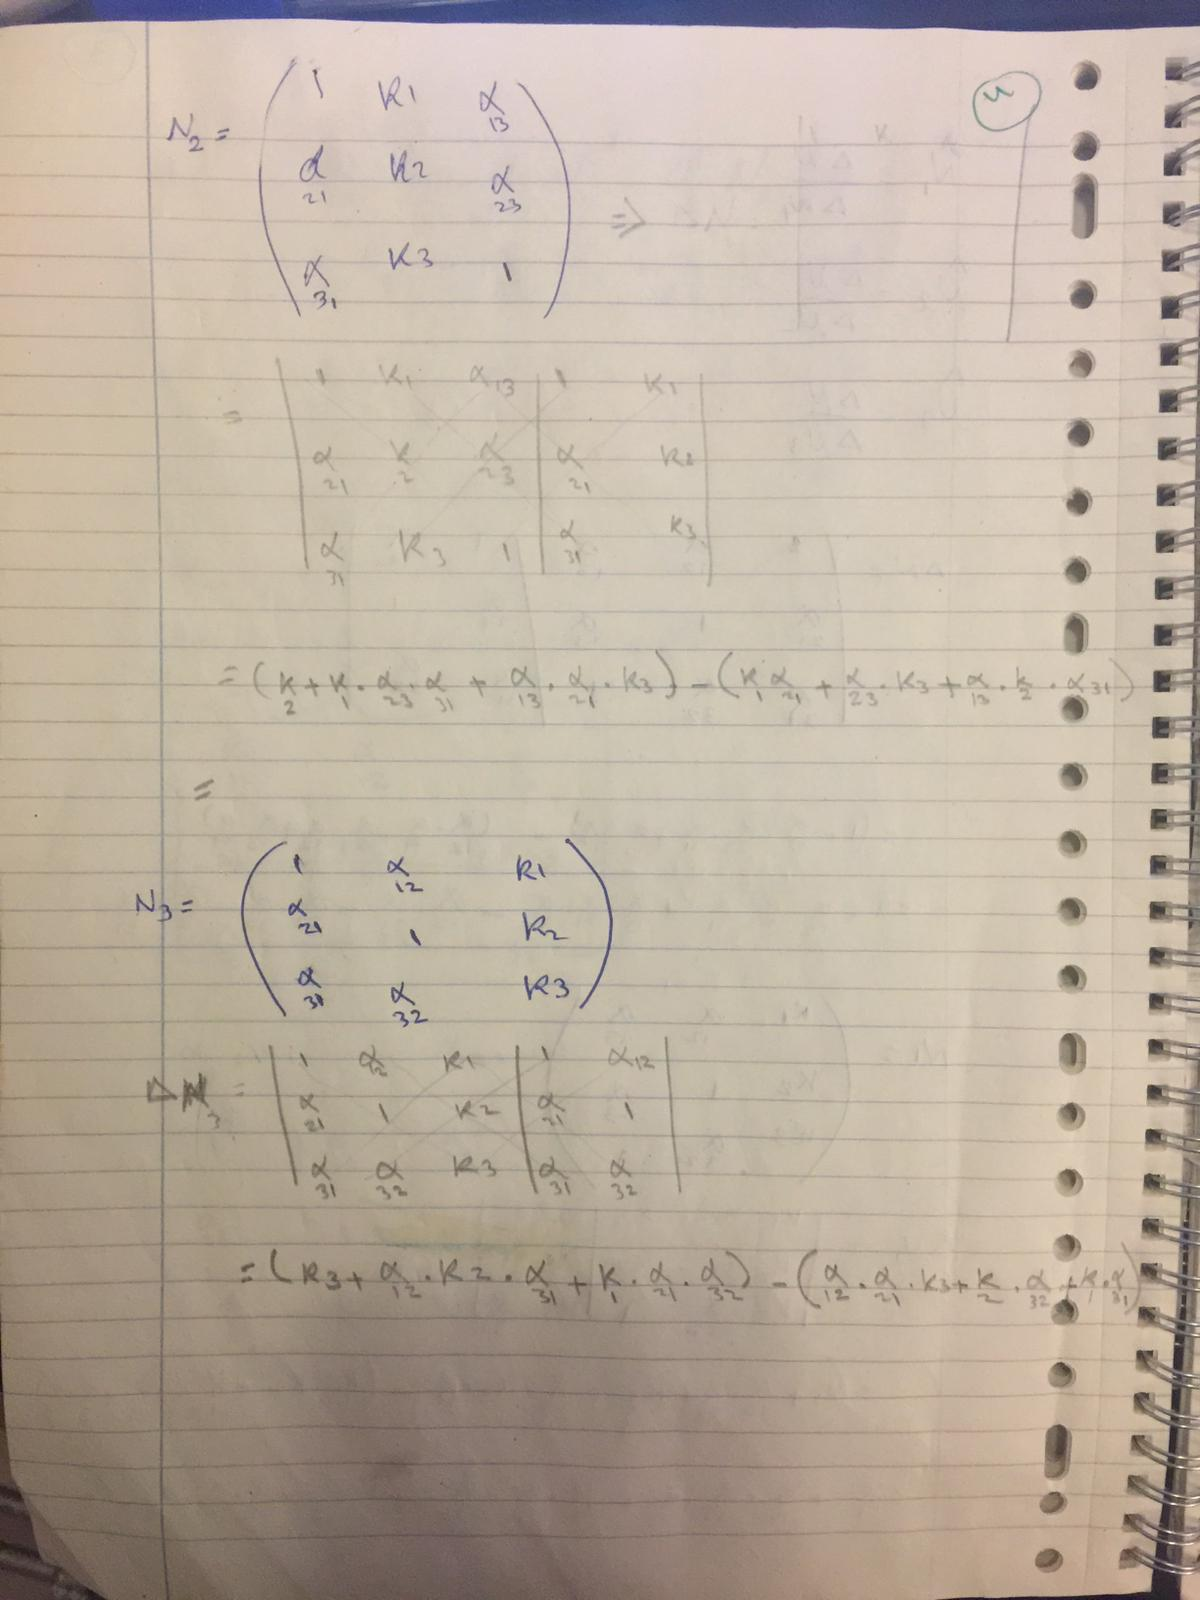 4
N₂ = ( 1 K1 α₁₃
α₂₁ K2 α₂₃
α₃₁ K3 1 ) ⇒
= | 1 K₁ α₁₃ | 1 K1 |
α₂₁ K₂ α₂₃ | α₂₁ K2
α₃₁ K₃ 1 | α₃₁ K3
= (K₂ + K₁ · α₂₃ · α₃₁ + α₁₃ · α₂₁ · K3) − (K₁ α₂₁ + α₂₃ · K3 + α₁₃ · K₂ · α₃₁)
=
N₃ = ( 1 α₁₂ K1
α₂₁ 1 K2
α₃₁ α₃₂ K3 )
| 1 α₁₂ K1 | 1 α₁₂ |
Δ ₃ = α₂₁ 1 K2 | α₂₁ 1
α₃₁ α₃₂ K3 | α₃₁ α₃₂
= (K3 + α₁₂ · K2 · α₃₁ + K₁ · α₂₁ · α₃₂) − (α₁₂ · α₂₁ · K3 + K₂ · α₃₂ + K₁ · α₃₁)